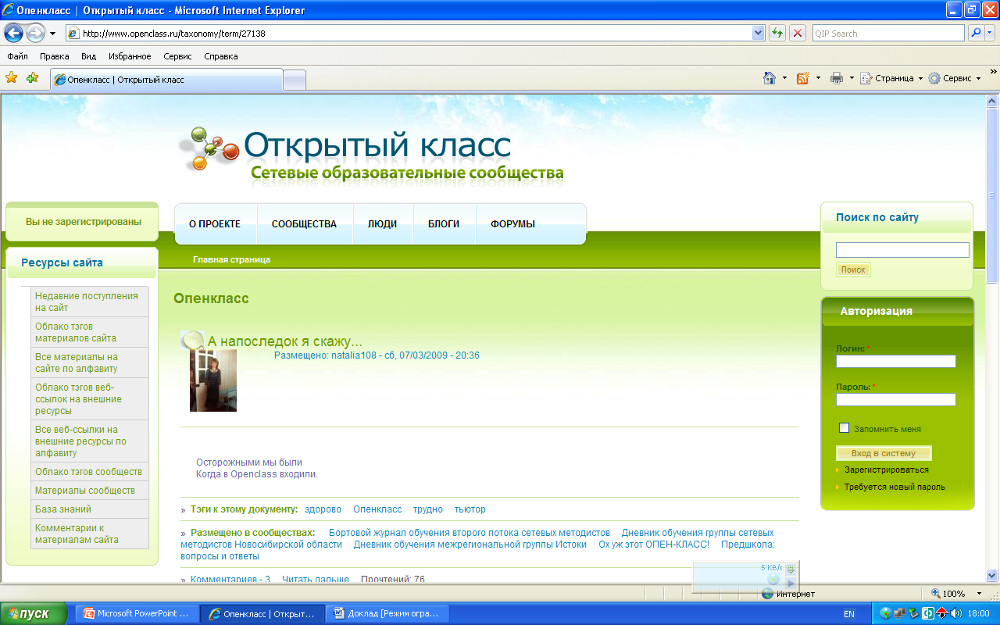 Опенкласс | Открытый класс - Microsoft Internet Explorer
http://www.openclass.ru/taxonomy/term/27138
QIP Search
Файл Правка Вид Избранное Сервис Справка
Опенкласс | Открытый класс
Страница Сервис »
Открытый класс
Сетевые образовательные сообщества
Вы не зарегистрированы
О ПРОЕКТЕ СООБЩЕСТВА ЛЮДИ БЛОГИ ФОРУМЫ
Главная страница
Ресурсы сайта
Недавние поступления
на сайт
Облако тэгов
материалов сайта
Все материалы на
сайте по алфавиту
Облако тэгов веб-
ссылок на внешние
ресурсы
Все веб-ссылки на
внешние ресурсы по
алфавиту
Облако тэгов сообществ
Материалы сообществ
База знаний
Комментарии к
материалам сайта
Опенкласс
А напоследок я скажу...
Размещено: natalia108 - сб, 07/03/2009 - 20:36
Осторожными мы были
Когда в Openclass входили.
» Тэги к этому документу: здорово Опенкласс трудно тьютор
» Размещено в сообществах: Бортовой журнал обучения второго потока сетевых методистов Дневник обучения группы сетевых
методистов Новосибирской области Дневник обучения межрегиональной группы Истоки Ох уж этот ОПЕН-КЛАСС! Предшкола:
вопросы и ответы
» Комментариев - 3 Читать дальше Прочтений: 76
Поиск по сайту
Поиск
Авторизация
Логин: *
Пароль: *
Запомнить меня
Вход в систему
Зарегистрироваться
Требуется новый пароль
5 KB/s
Интернет 100%
пуск Microsoft PowerPoint ... Опенкласс | Открыт... Доклад [Режим огра... EN 18:00